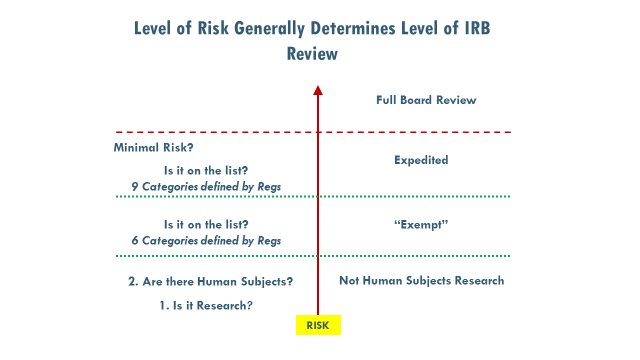 Level of Risk Generally Determines Level of IRB
Review
Full Board Review
Minimal Risk?
Is it on the list?
9 Categories defined by Regs
Expedited
Is it on the list?
6 Categories defined by Regs
“Exempt”
2. Are there Human Subjects?
1. Is it Research?
Not Human Subjects Research
RISK